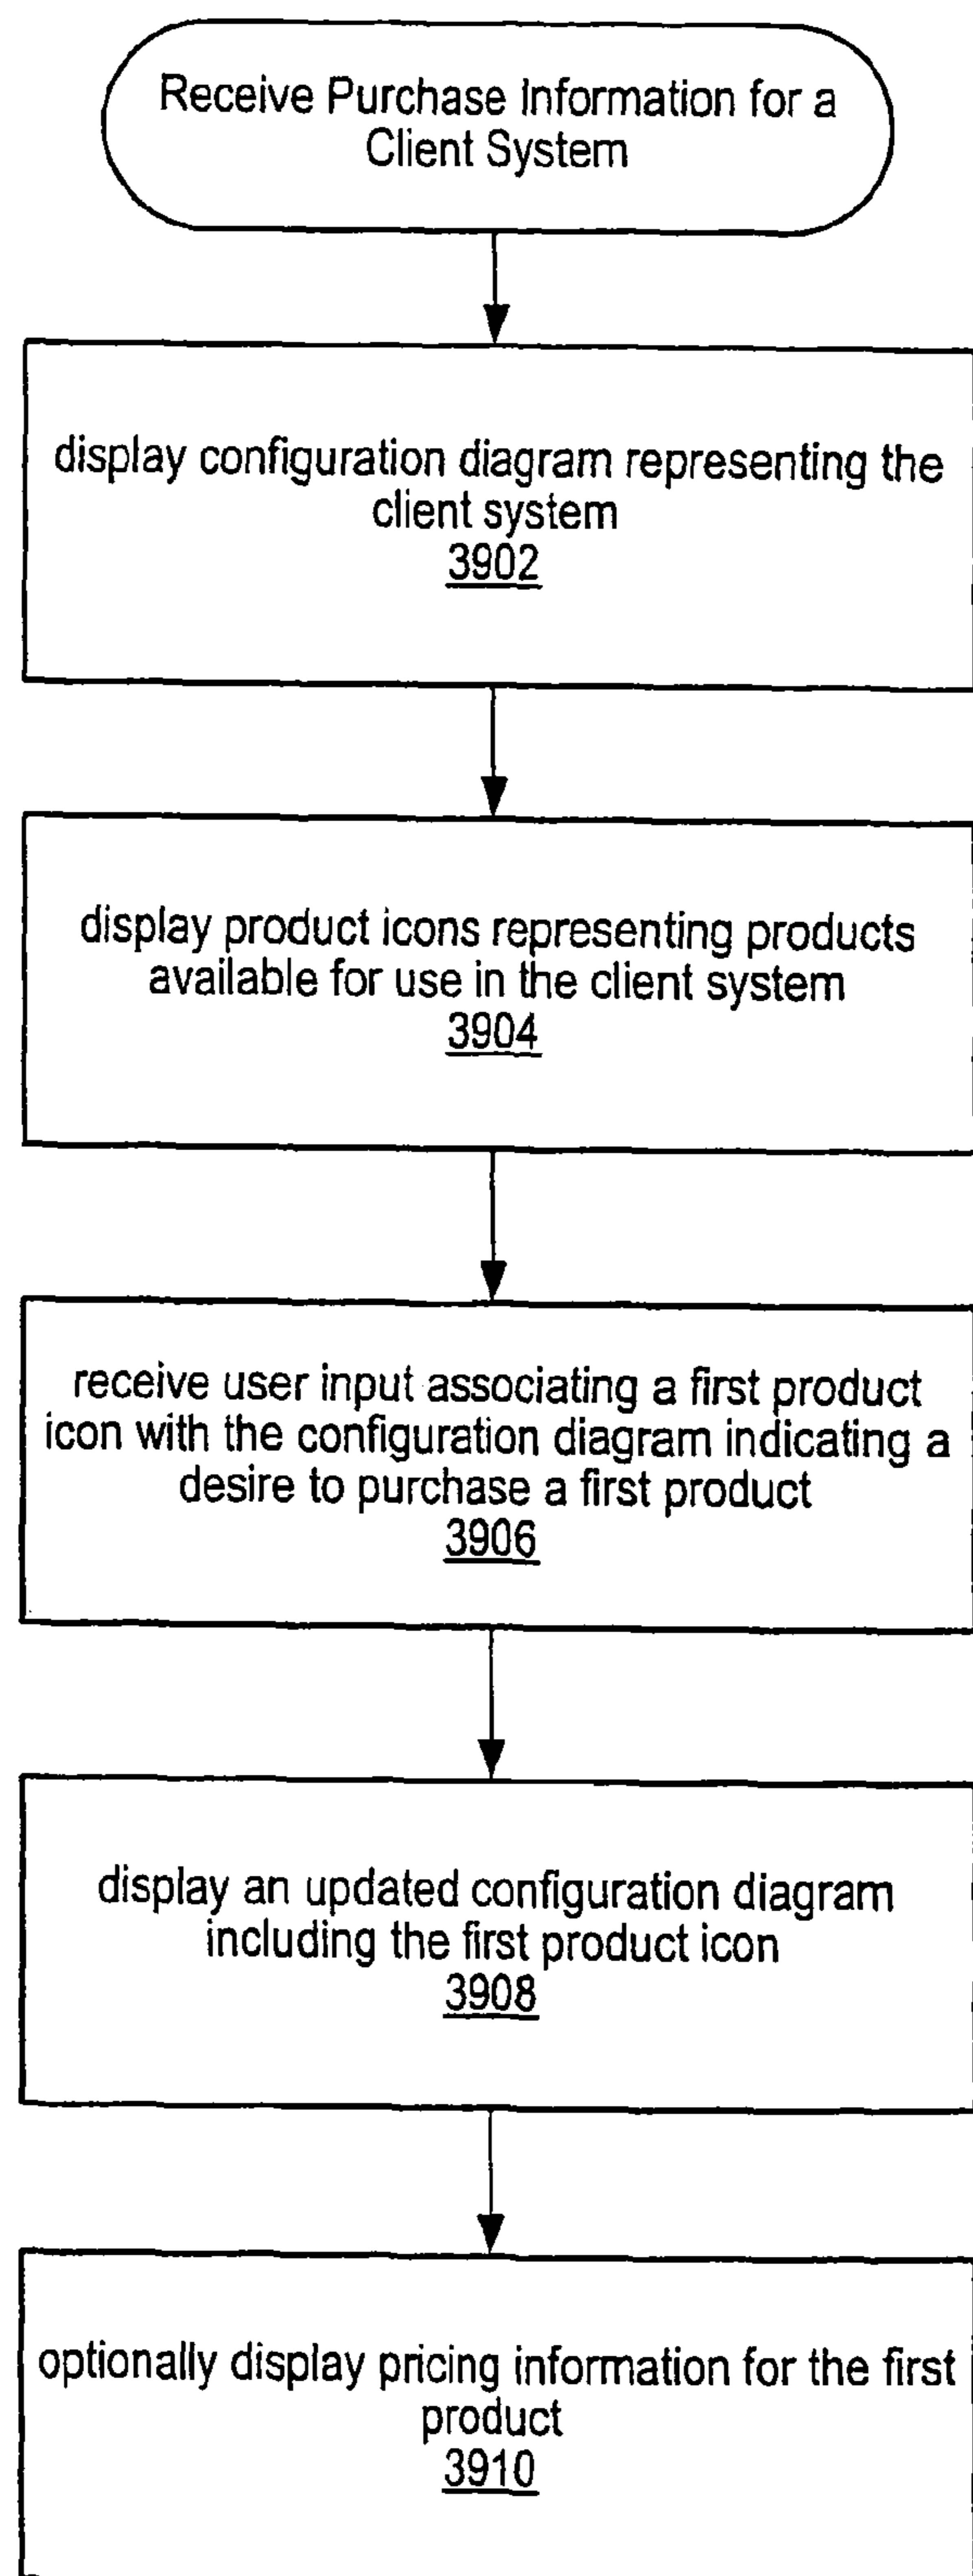 Receive Purchase Information for a
Client System
display configuration diagram representing the
client system
3902
display product icons representing products
available for use in the client system
3904
receive user input associating a first product
icon with the configuration diagram indicating a
desire to purchase a first product
3906
display an updated configuration diagram
including the first product icon
3908
optionally display pricing information for the first
product
3910